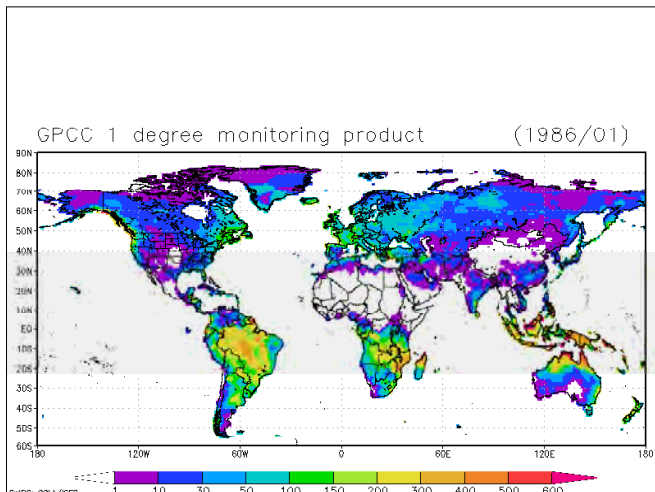 GPCC 1 degree monitoring product (1986/01)
90N
80N
70N
60N
50N
40N
30N
20N
10N
EQ
10S
20S
30S
40S
50S
60S
180 120W 60W 0 60E 120E 180
1 10 30 50 100 150 200 300 400 500 600